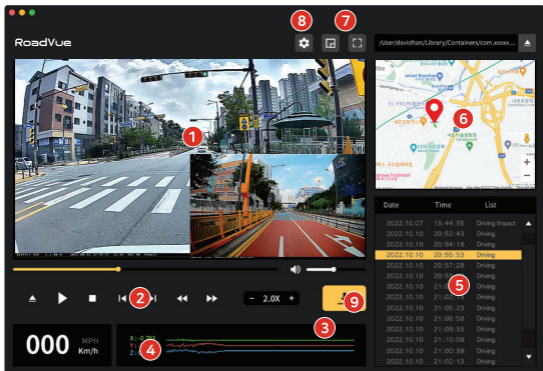 8
7
RoadVue
/User/davidhan/Library/Containers/com.xxxxx....
1
6
Date Time List
2022.10.07 13:44:35 Driving Impact
2022.10.10 20:52:43 Driving
2022.10.10 20:54:18 Driving
2022.10.10 20:55:53 Driving
2022.10.10 20:57:28 Driving
2022.10.10 Driving
2022.10.10 Driving
5
2022.10.10 Driving
2022.10.10 21:05:23 Driving
2022.10.10 21:06:58 Driving
2022.10.10 21:08:33 Driving
2022.10.10 21:10:08 Driving
2022.10.10 21:00:38 Driving
2022.10.10 21:02:13 Driving
2
− 2.0X +
9
3
000 MPH
Km/h
X:
Y:
Z:
4